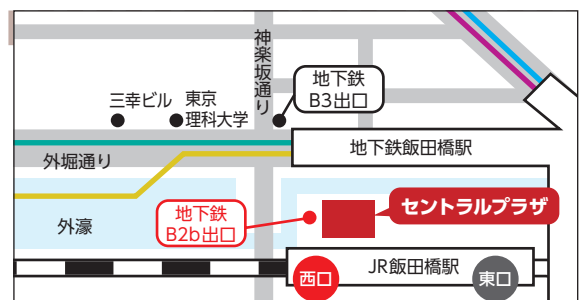 神楽坂通り
地下鉄
B3出口
三幸ビル
東京
理科大学
地下鉄飯田橋駅
外堀通り
セントラルプラザ
地下鉄
B2b出口
外濠
JR飯田橋駅
西口
東口